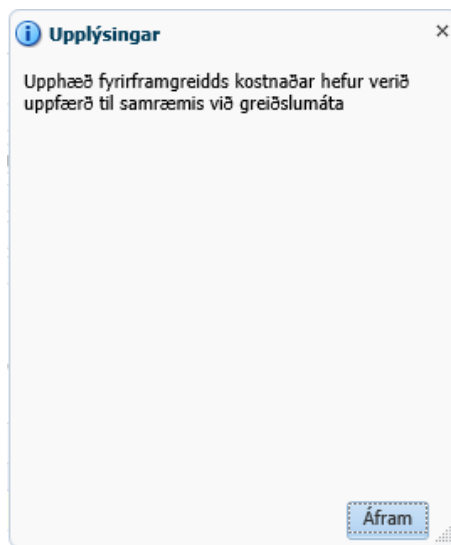 Upplýsingar
Upphæð fyrirframgreidds kostnaðar hefur verið
uppfærð til samræmis við greiðslumáta
Áfram